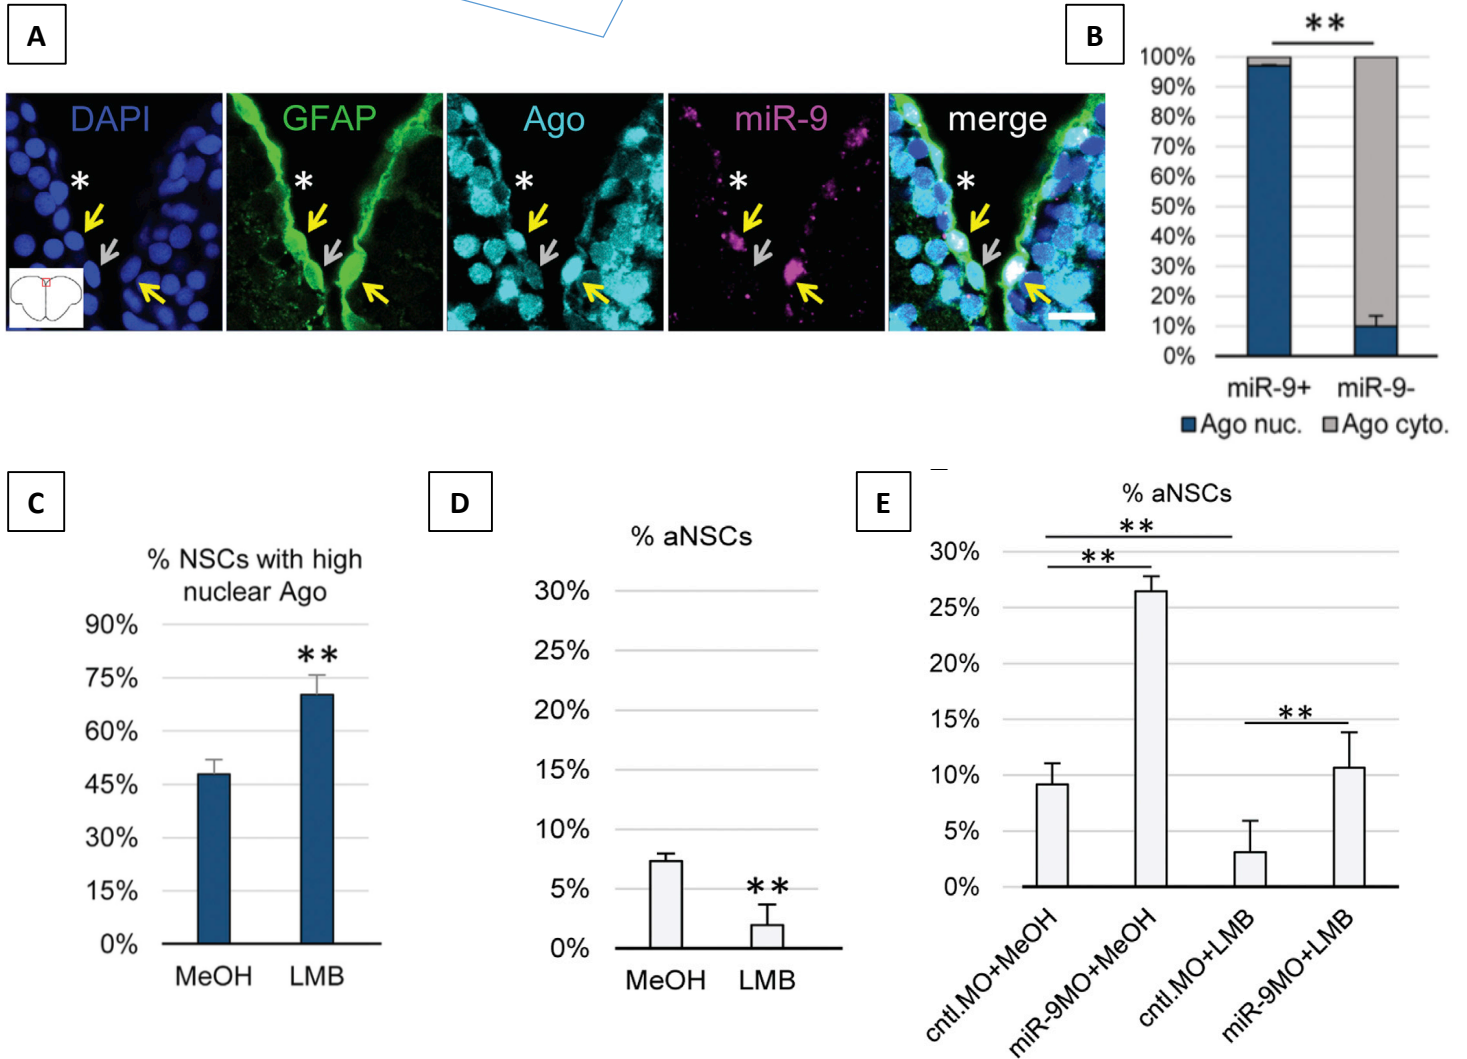 A
DAPI
GFAP
Ago
miR-9
merge
*
*
*
*
*
B
**
100%
90%
80%
70%
60%
50%
40%
30%
20%
10%
0%
miR-9+ miR-9-
Ago nuc. Ago cyto.
C
% NSCs with high
nuclear Ago
90%
75%
60%
45%
30%
15%
0%
**
MeOH LMB
D
% aNSCs
30%
25%
20%
15%
10%
5%
0%
**
MeOH LMB
E
% aNSCs
**
**
**
30%
25%
20%
15%
10%
5%
0%
cntl.MO+MeOH
miR-9MO+MeOH
cntl.MO+LMB
miR-9MO+LMB